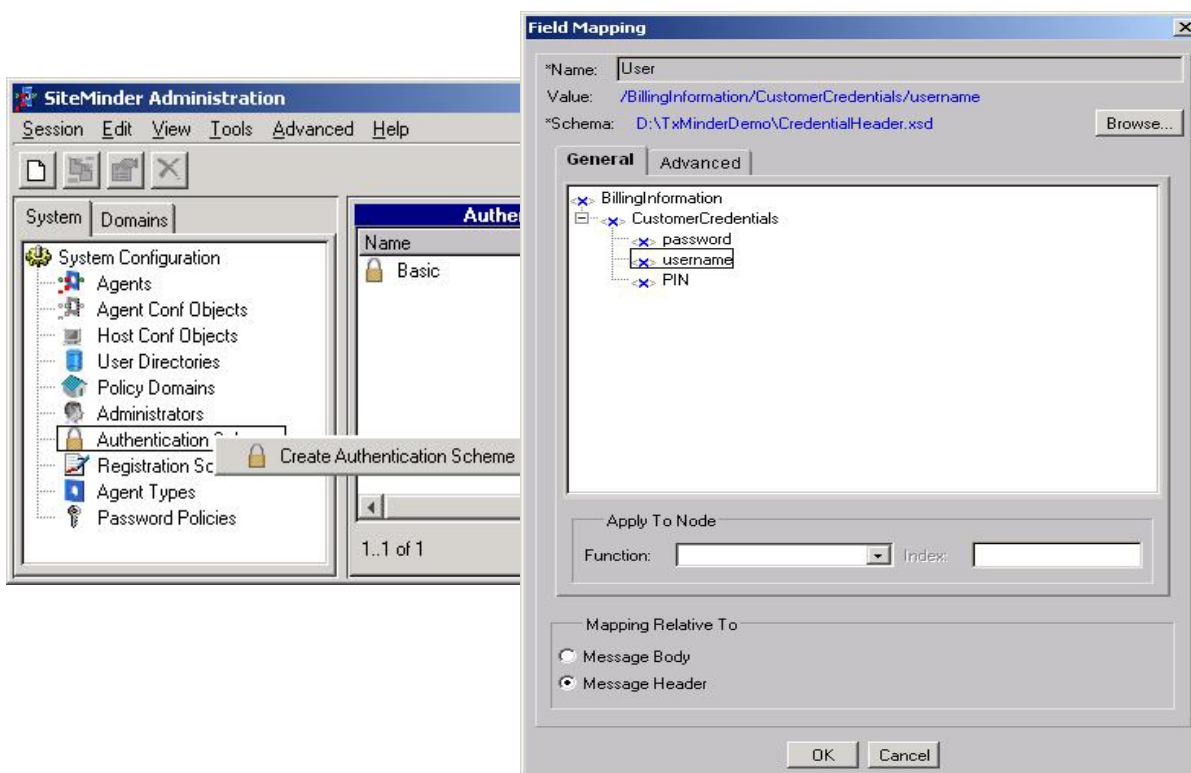 SiteMinder Administration
Session Edit View Tools Advanced Help
System Domains
System Configuration
Agents
Agent Conf Objects
Host Conf Objects
User Directories
Policy Domains
Administrators
Authentication
Registration
Agent Types
Password Policies
Name
Basic
1..1 of 1
Create Authentication Scheme
Field Mapping
*Name: User
Value: /BillingInformation/CustomerCredentials/username
*Schema: D:\TxMinderDemo\CredentialHeader.xsd Browse...
General Advanced
BillingInformation
CustomerCredentials
password
username
PIN
Apply To Node
Function: Index:
Mapping Relative To
Message Body
Message Header
OK Cancel